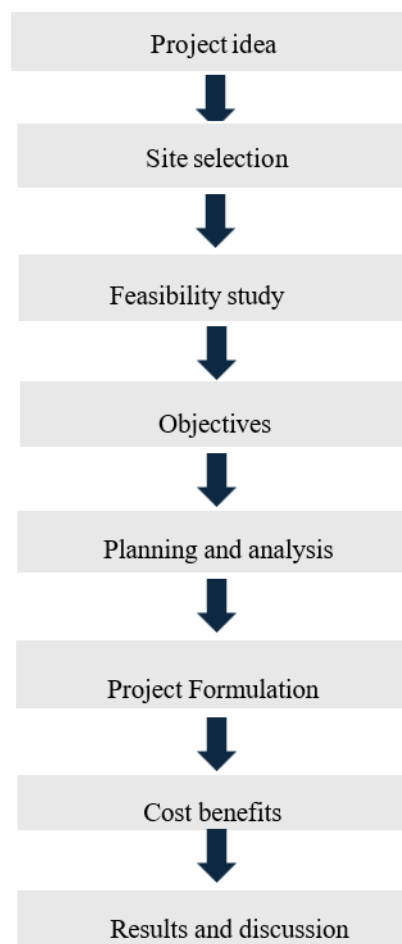 Project idea
Site selection
Feasibility study
Objectives
Planning and analysis
Project Formulation
Cost benefits
Results and discussion